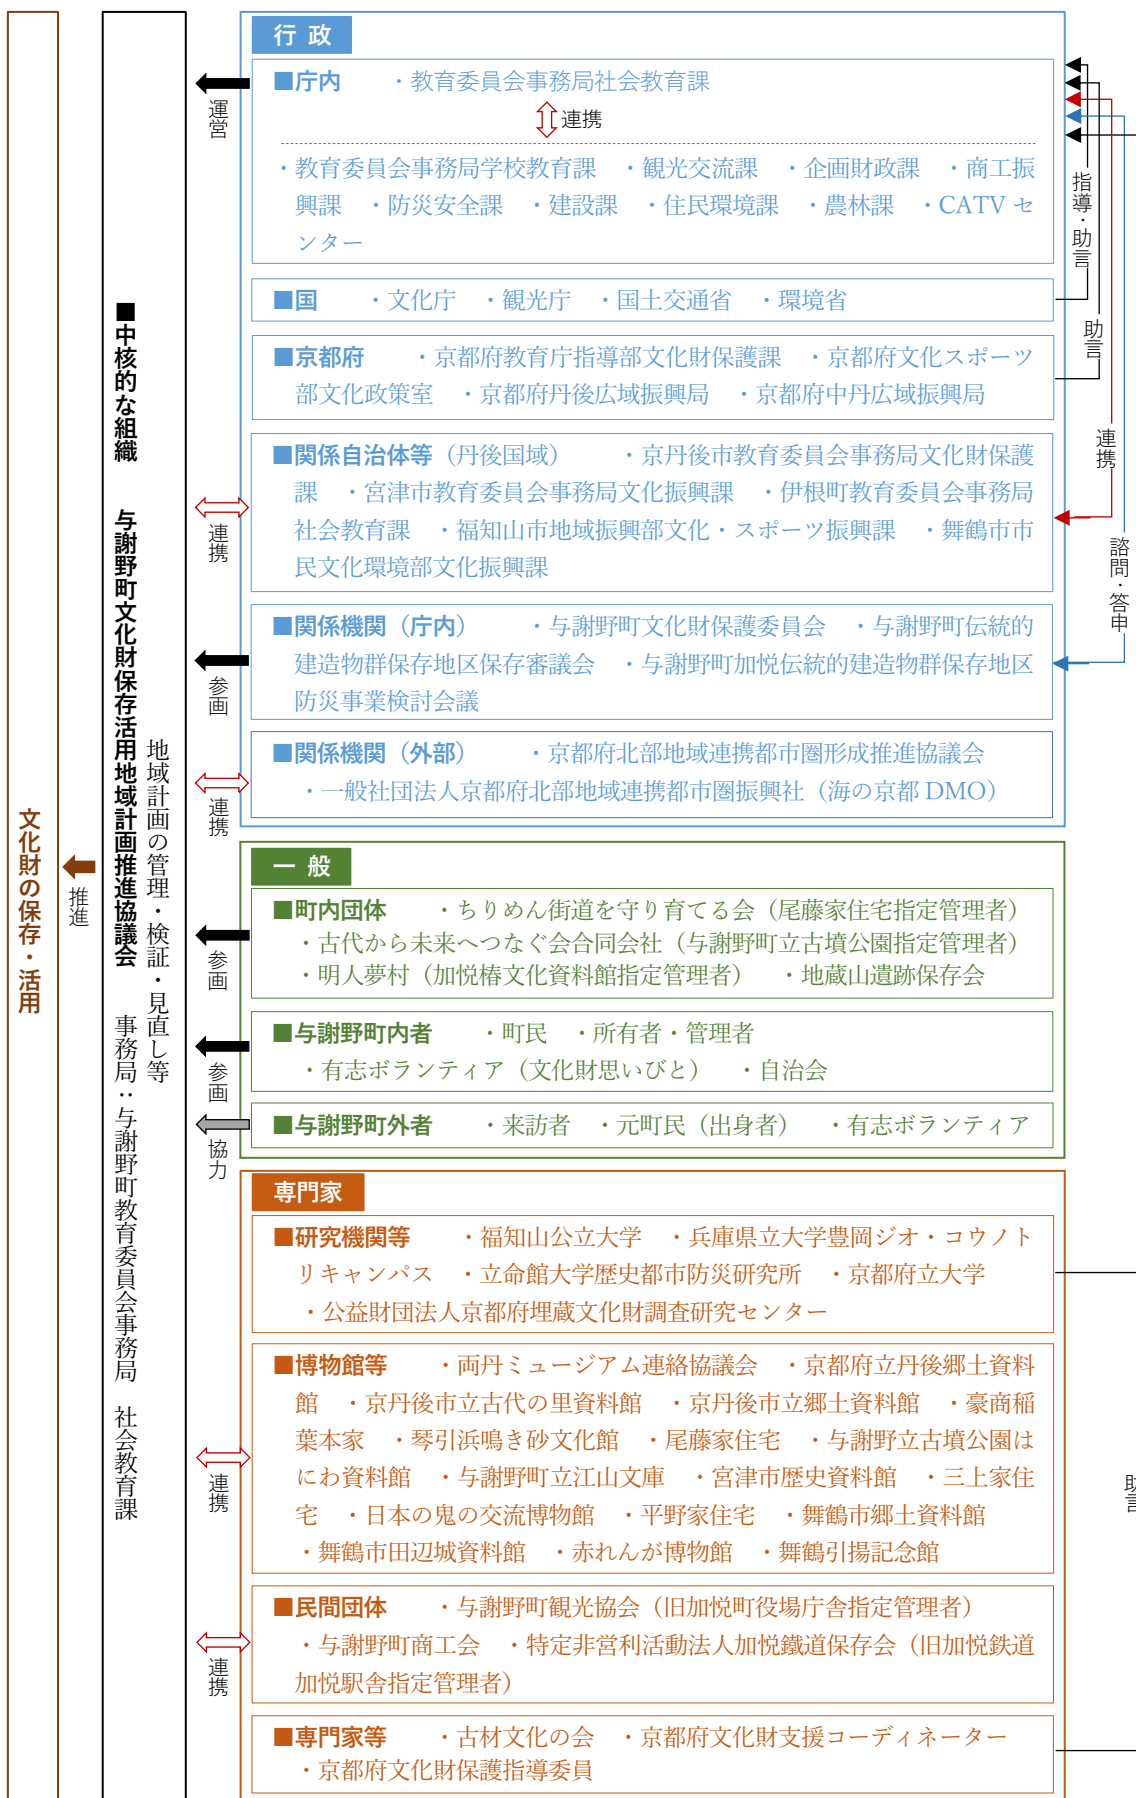 文化財の保存・活用
推進
■中核的な組織　与謝野町文化財保存活用地域計画推進協議会　事務局：与謝野町教育委員会事務局　社会教育課
地域計画の管理・検証・見直し等
行 政
■庁内　・教育委員会事務局社会教育課
連携
・教育委員会事務局学校教育課　・観光交流課　・企画財政課　・商工振
興課　・防災安全課　・建設課　・住民環境課　・農林課　・CATV セ
ンター
運営
■国　・文化庁　・観光庁　・国土交通省　・環境省
■京都府　・京都府教育庁指導部文化財保護課　・京都府文化スポーツ
部文化政策室　・京都府丹後広域振興局　・京都府中丹広域振興局
■関係自治体等（丹後国域）　・京丹後市教育委員会事務局文化財保護
課　・宮津市教育委員会事務局文化振興課　・伊根町教育委員会事務局
社会教育課　・福知山市地域振興部文化・スポーツ振興課　・舞鶴市市
民文化環境部文化振興課
連携
■関係機関（庁内）　・与謝野町文化財保護委員会　・与謝野町伝統的
建造物群保存地区保存審議会　・与謝野町加悦伝統的建造物群保存地区
防災事業検討会議
参画
■関係機関（外部）　・京都府北部地域連携都市圏形成推進協議会
・一般社団法人京都府北部地域連携都市圏振興社（海の京都 DMO）
連携
指導・助言
助言
連携
諮問・答申
一 般
■町内団体　・ちりめん街道を守り育てる会（尾藤家住宅指定管理者）
・古代から未来へつなぐ会合同会社（与謝野町立古墳公園指定管理者）
・明人夢村（加悦椿文化資料館指定管理者）　・地蔵山遺跡保存会
参画
■与謝野町内者　・町民　・所有者・管理者
・有志ボランティア（文化財思いびと）　・自治会
参画
■与謝野町外者　・来訪者　・元町民（出身者）　・有志ボランティア
協力
専門家
■研究機関等　・福知山公立大学　・兵庫県立大学豊岡ジオ・コウノト
リキャンパス　・立命館大学歴史都市防災研究所　・京都府立大学
・公益財団法人京都府埋蔵文化財調査研究センター
■博物館等　・両丹ミュージアム連絡協議会　・京都府立丹後郷土資料
館　・京丹後市立古代の里資料館　・京丹後市立郷土資料館　・豪商稲
葉本家　・琴引浜鳴き砂文化館　・尾藤家住宅　・与謝野立古墳公園は
にわ資料館　・与謝野町立江山文庫　・宮津市歴史資料館　・三上家住
宅　・日本の鬼の交流博物館　・平野家住宅　・舞鶴市郷土資料館
・舞鶴市田辺城資料館　・赤れんが博物館　・舞鶴引揚記念館
連携
■民間団体　・与謝野町観光協会（旧加悦町役場庁舎指定管理者）
・与謝野町商工会　・特定非営利活動法人加悦鐵道保存会（旧加悦鉄道
加悦駅舎指定管理者）
連携
■専門家等　・古材文化の会　・京都府文化財支援コーディネーター
・京都府文化財保護指導委員
助言